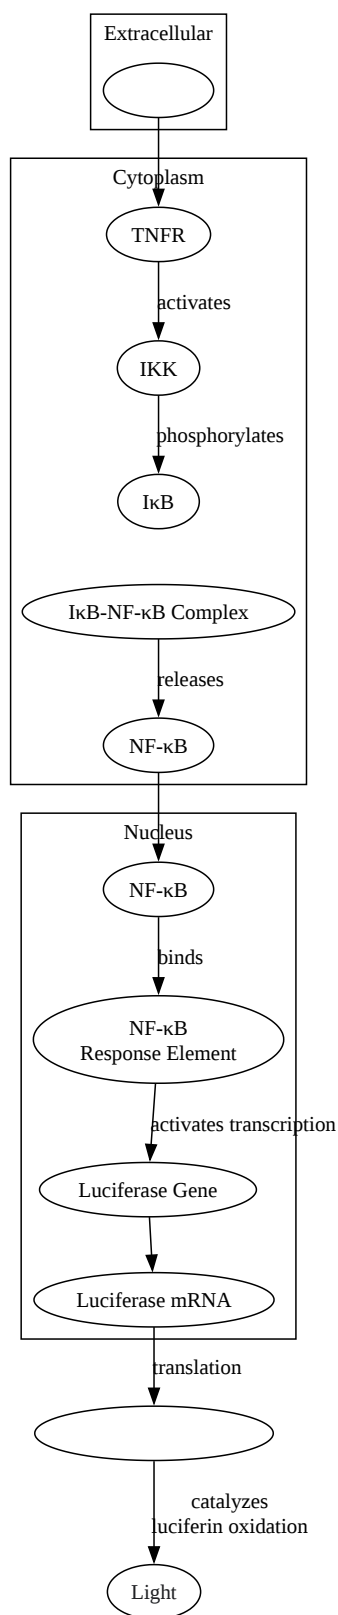 Extracellular
Cytoplasm
TNFR
activates
IKK
phosphorylates
IκB
IκB-NF-κB Complex
releases
NF-κB
Nucleus
NF-κB
binds
NF-κB
Response Element
activates transcription
Luciferase Gene
Luciferase mRNA
translation
catalyzes
luciferin oxidation
Light